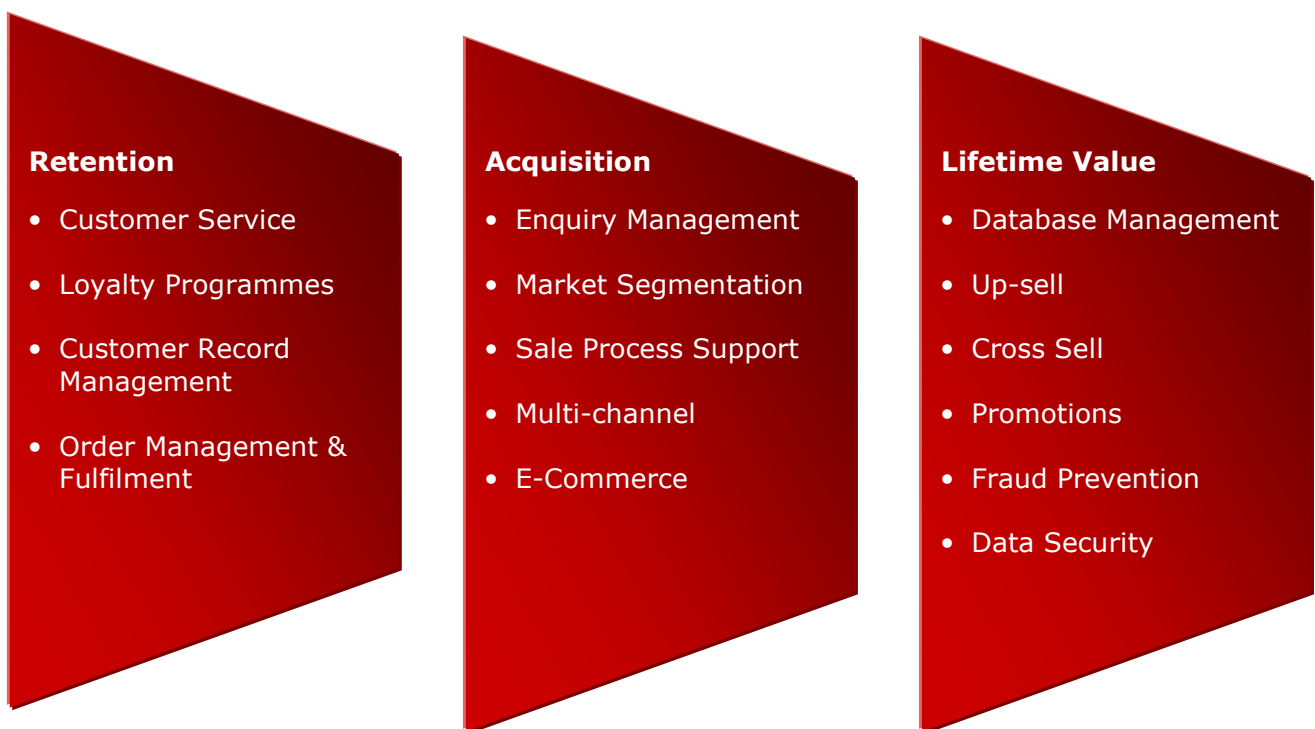 Retention
• Customer Service
• Loyalty Programmes
• Customer Record
Management
• Order Management &
Fulfilment
Acquisition
• Enquiry Management
• Market Segmentation
• Sale Process Support
• Multi-channel
• E-Commerce
Lifetime Value
• Database Management
• Up-sell
• Cross Sell
• Promotions
• Fraud Prevention
• Data Security